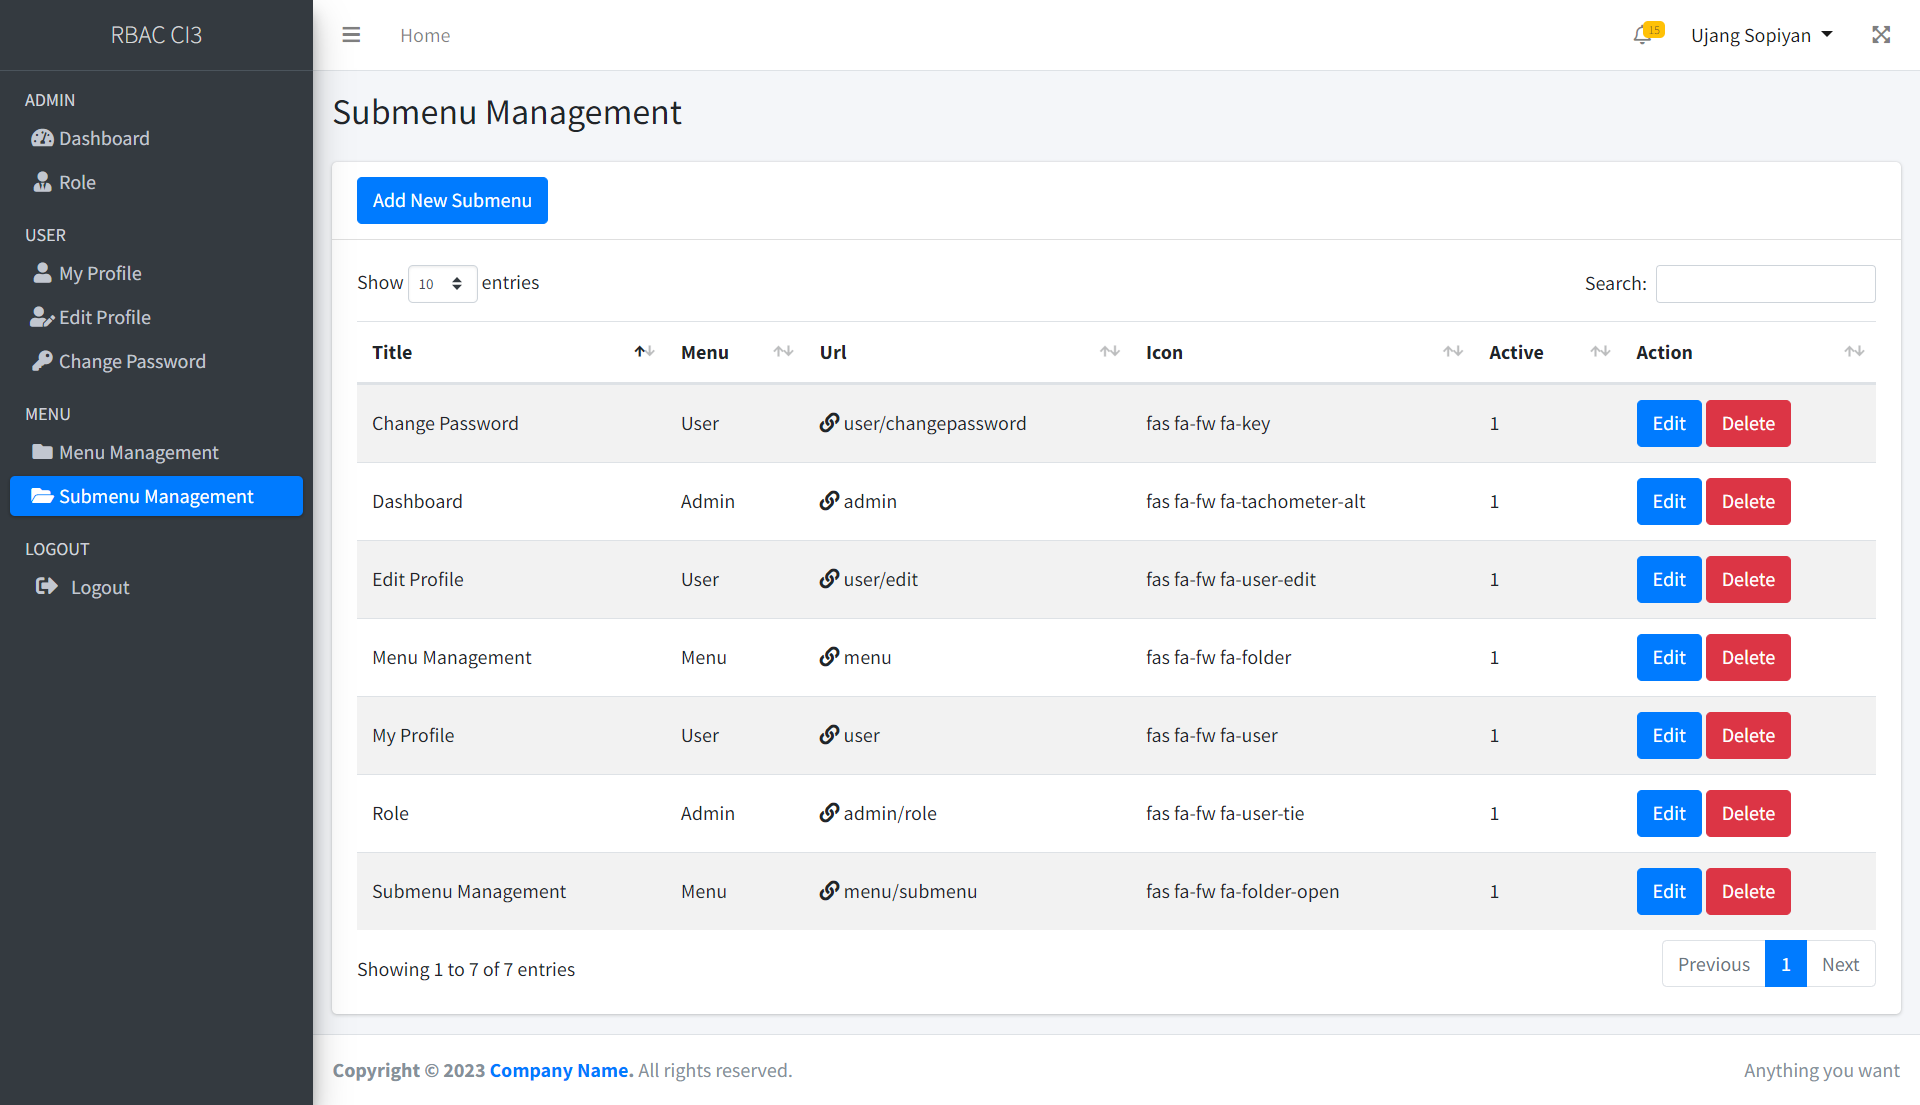 RBAC CI3
ADMIN
Dashboard
Role
USER
My Profile
Edit Profile
Change Password
MENU
Menu Management
Submenu Management
LOGOUT
Logout
Home
15
Ujang Sopiyan
Submenu Management
Add New Submenu
Show 10 entries
Search:
Title Menu Url Icon Active Action
Change Password User user/changepassword fas fa-fw fa-key 1 Edit Delete
Dashboard Admin admin fas fa-fw fa-tachometer-alt 1 Edit Delete
Edit Profile User user/edit fas fa-fw fa-user-edit 1 Edit Delete
Menu Management Menu menu fas fa-fw fa-folder 1 Edit Delete
My Profile User user fas fa-fw fa-user 1 Edit Delete
Role Admin admin/role fas fa-fw fa-user-tie 1 Edit Delete
Submenu Management Menu menu/submenu fas fa-fw fa-folder-open 1 Edit Delete
Showing 1 to 7 of 7 entries
Previous 1 Next
Copyright © 2023 Company Name. All rights reserved.
Anything you want